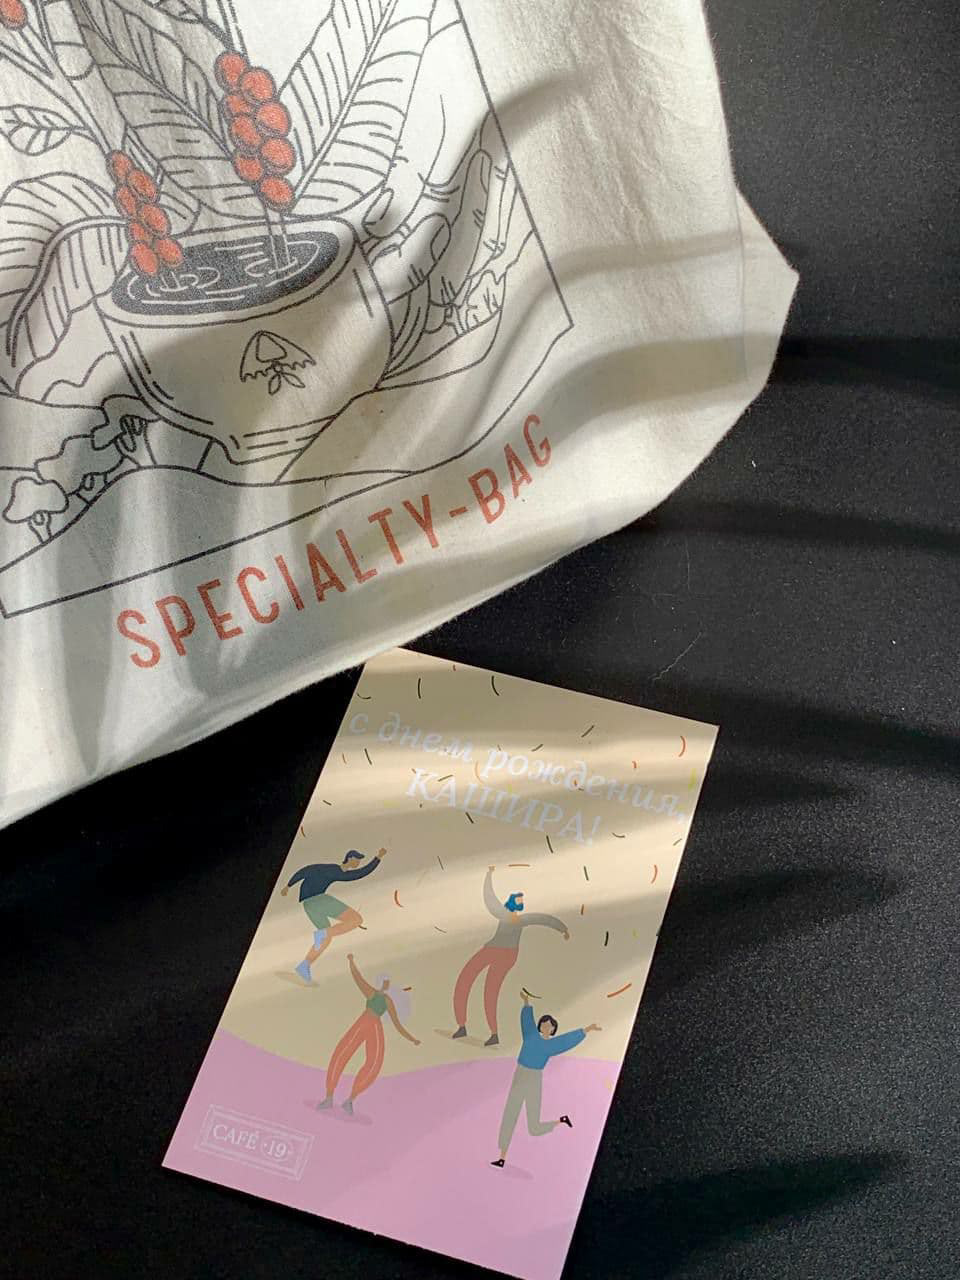 SPECIALTY-BAG
с днем рождения,
КАШИРА!
CAFÉ ·19·